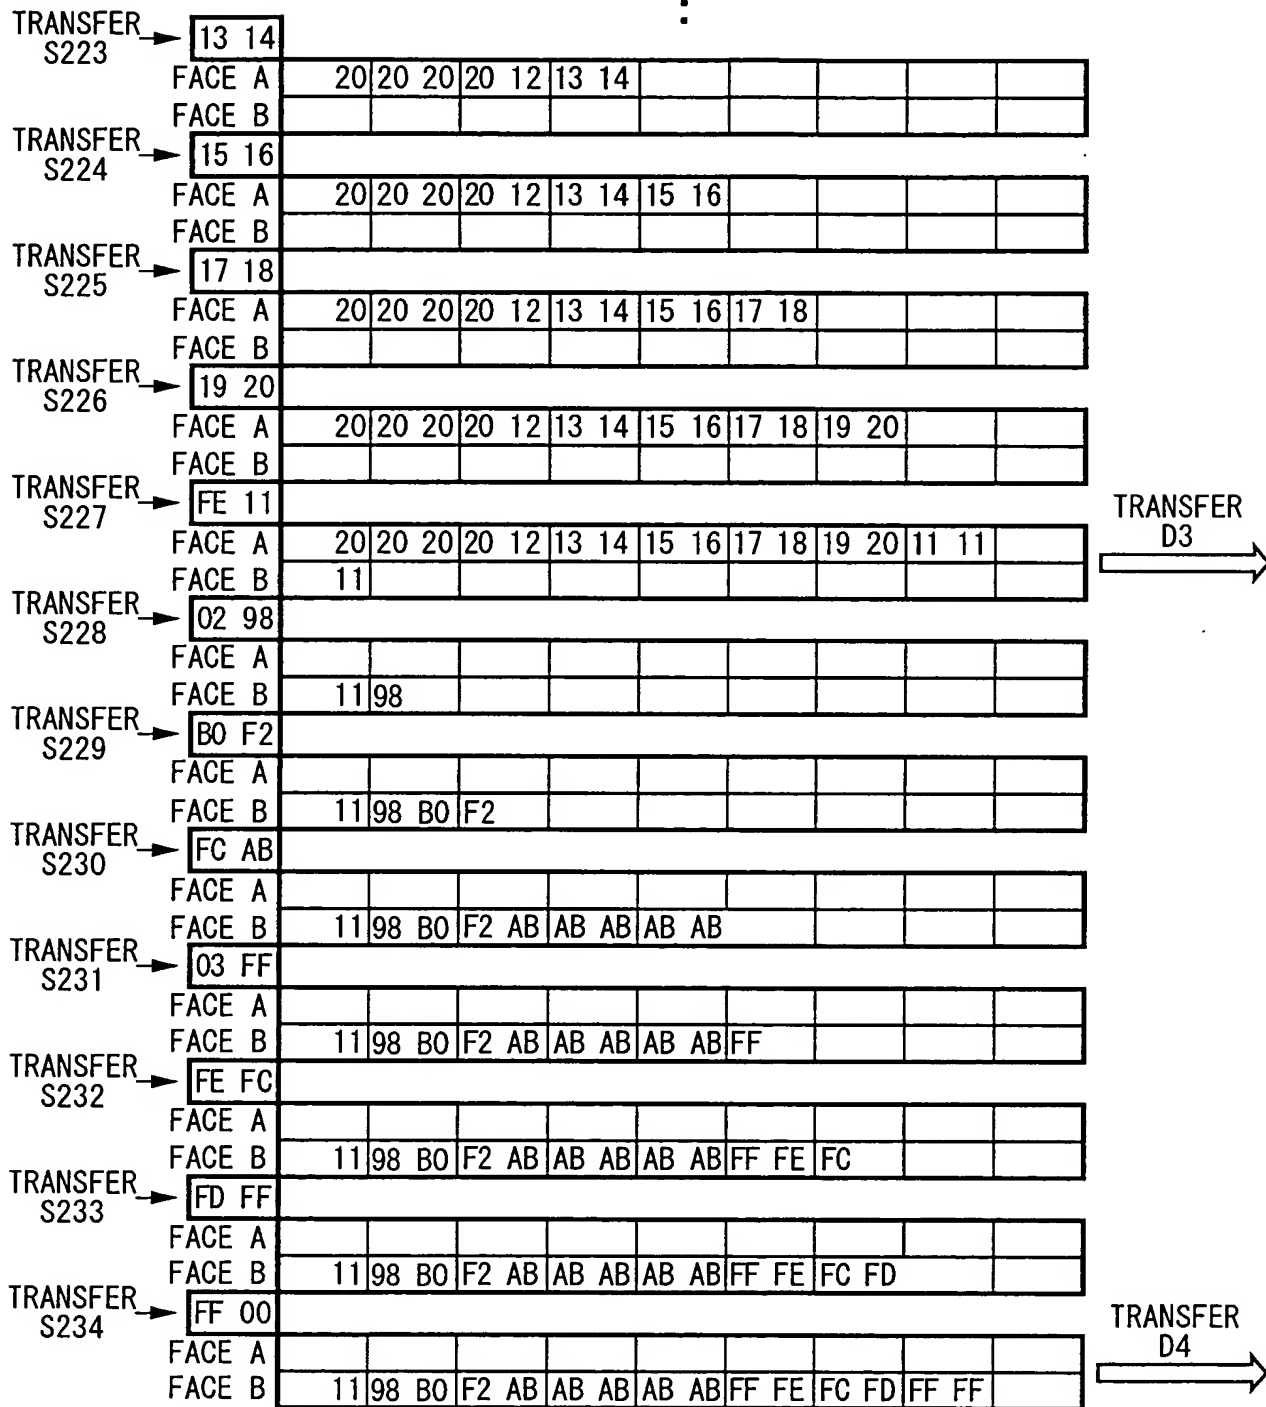 TRANSFER S223 13 14
FACE A 20 20 20 20 12 13 14
FACE B
TRANSFER S224 15 16
FACE A 20 20 20 20 12 13 14 15 16
FACE B
TRANSFER S225 17 18
FACE A 20 20 20 20 12 13 14 15 16 17 18
FACE B
TRANSFER S226 19 20
FACE A 20 20 20 20 12 13 14 15 16 17 18 19 20
FACE B
TRANSFER S227 FE 11
FACE A 20 20 20 20 12 13 14 15 16 17 18 19 20 11 11
TRANSFER D3
FACE B 11
TRANSFER S228 02 98
FACE A
FACE B 11 98
TRANSFER S229 B0 F2
FACE A
FACE B 11 98 B0 F2
TRANSFER S230 FC AB
FACE A
FACE B 11 98 B0 F2 AB AB AB AB AB
TRANSFER S231 03 FF
FACE A
FACE B 11 98 B0 F2 AB AB AB AB AB FF
TRANSFER S232 FE FC
FACE A
FACE B 11 98 B0 F2 AB AB AB AB AB FF FE FC
TRANSFER S233 FD FF
FACE A
FACE B 11 98 B0 F2 AB AB AB AB AB FF FE FC FD
TRANSFER S234 FF 00
FACE A
TRANSFER D4
FACE B 11 98 B0 F2 AB AB AB AB AB FF FE FC FD FF FF